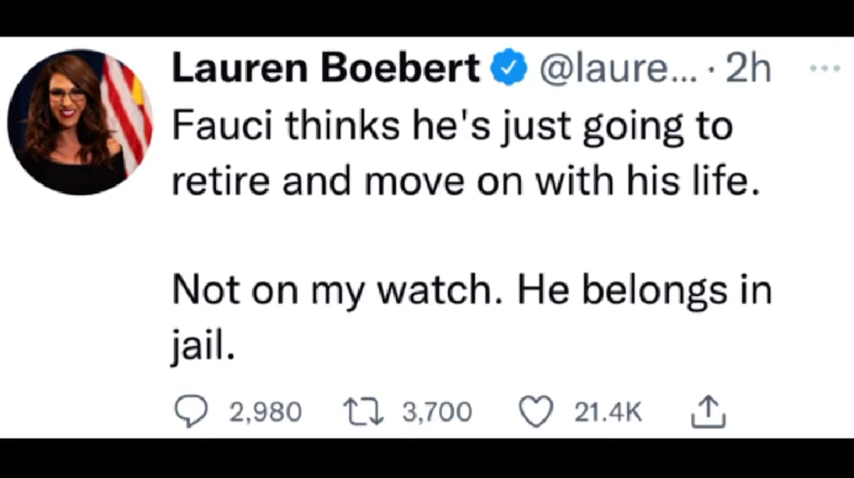 Lauren Boebert @laure... · 2h
Fauci thinks he's just going to
retire and move on with his life.
Not on my watch. He belongs in
jail.
2,980 3,700 21.4K